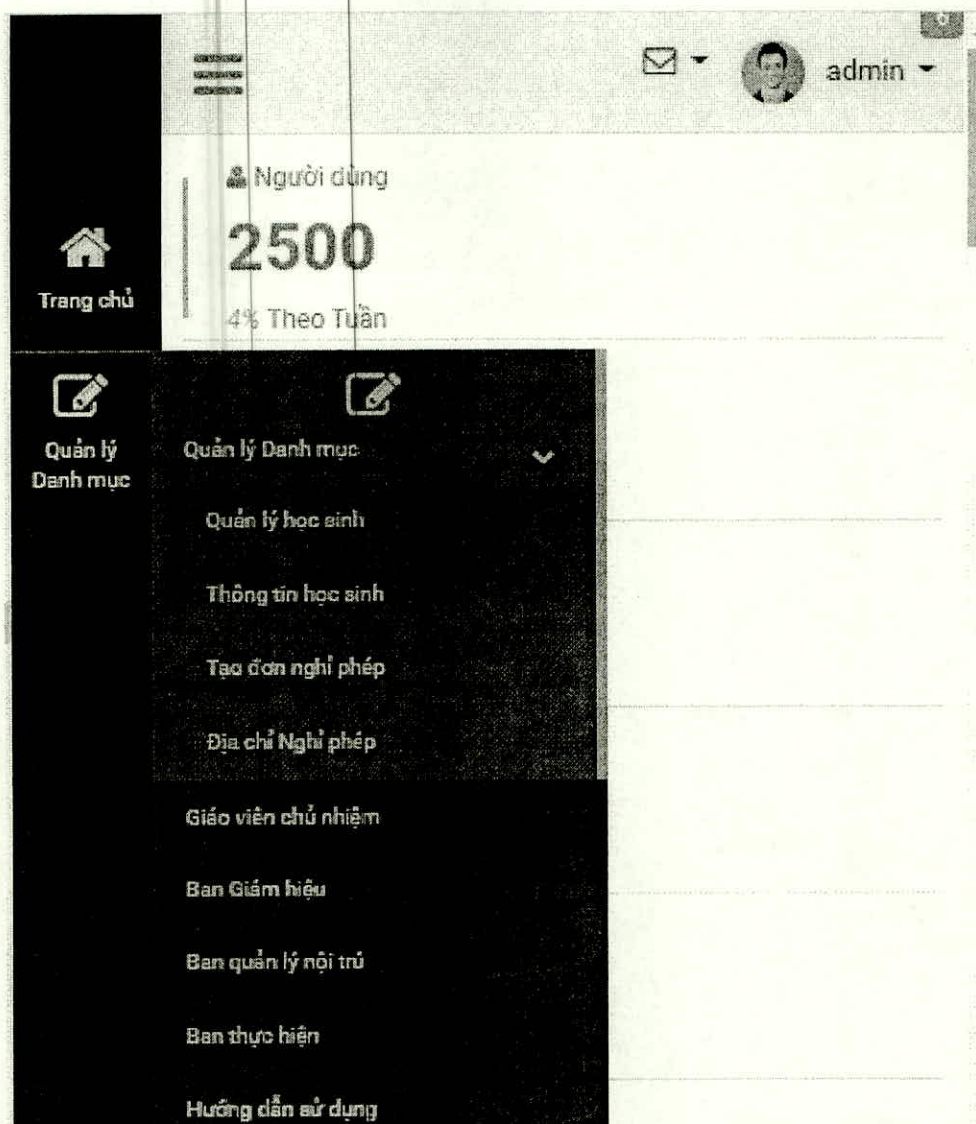 6
admin
Người dùng
2500
4% Theo Tuần
Trang chủ
Quản lý
Danh mục
Quản lý Danh mục
Quản lý học sinh
Thông tin học sinh
Tạo đơn nghỉ phép
Địa chỉ Nghỉ phép
Giáo viên chủ nhiệm
Ban Giám hiệu
Ban quản lý nội trú
Ban thực hiện
Hướng dẫn sử dụng